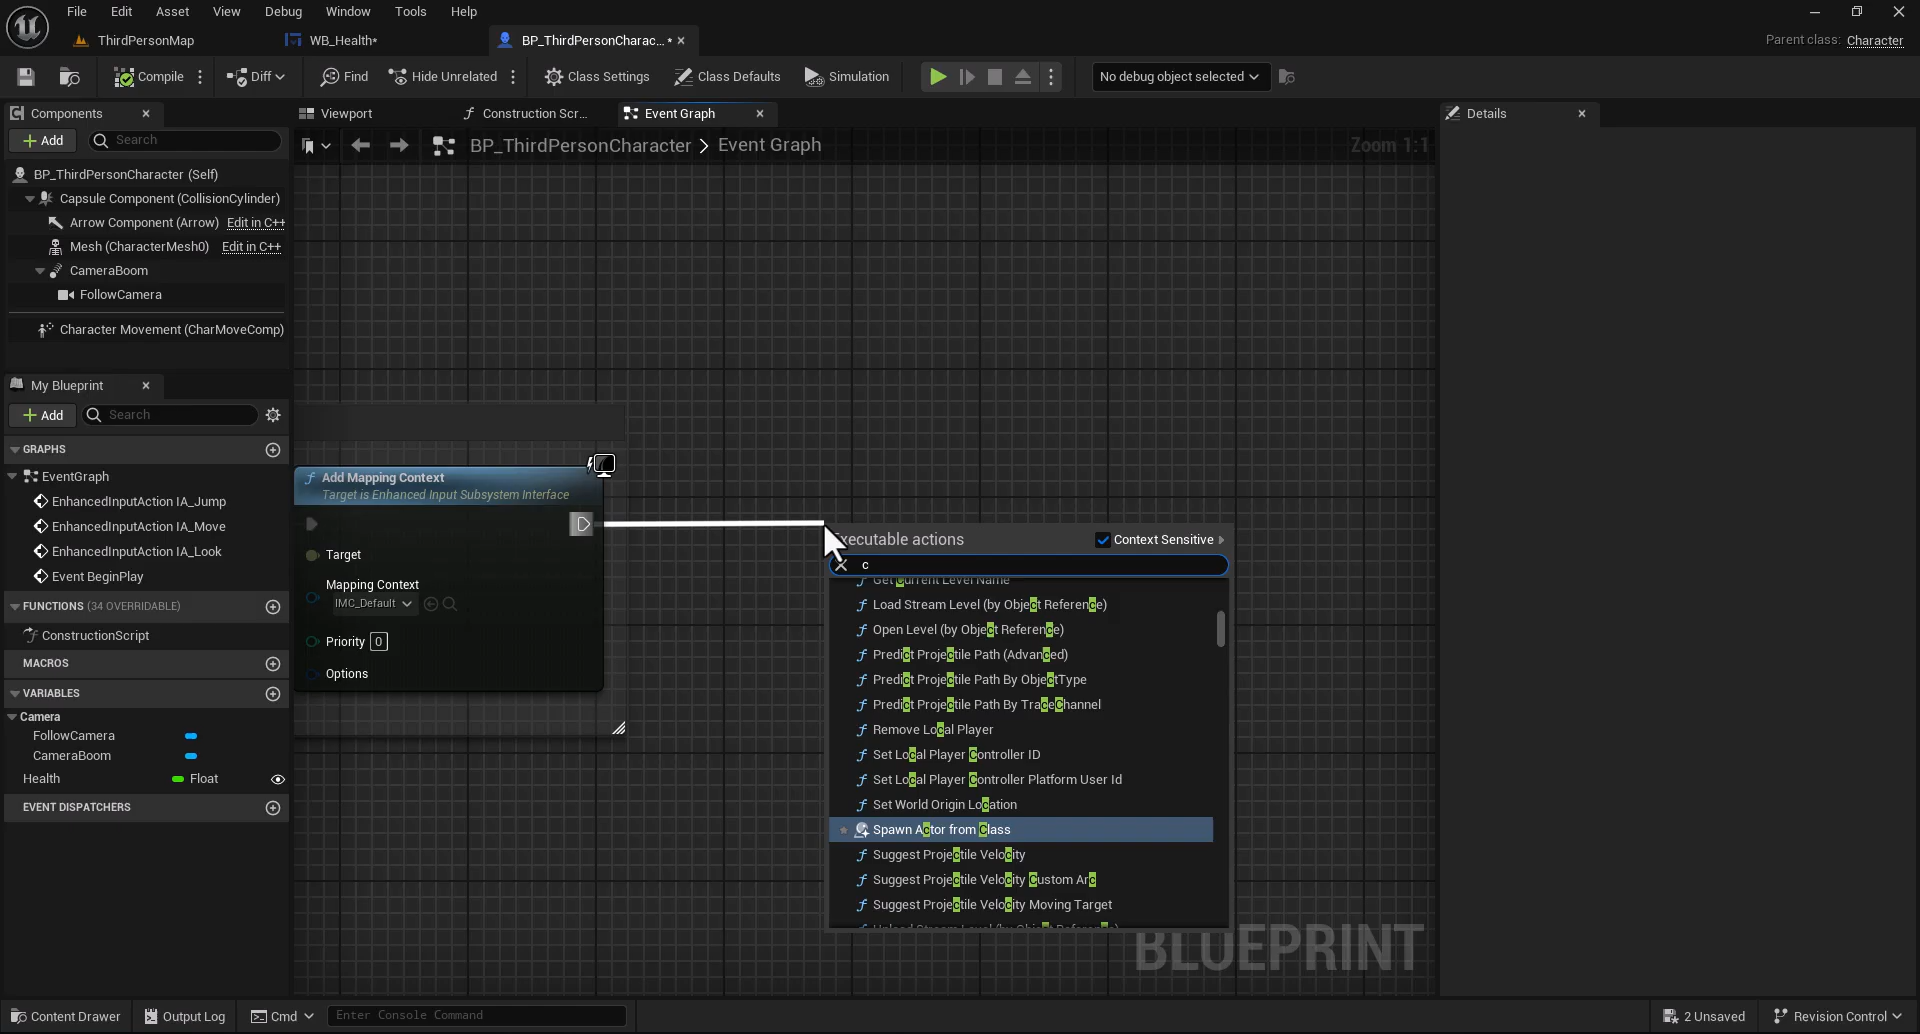 File Edit Asset View Debug Window Tools Help
ThirdPersonMap WB_Health* BP_ThirdPersonCharac... *
Parent class: Character
Compile Diff Find Hide Unrelated Class Settings Class Defaults Simulation No debug object selected
Components
Add Search
BP_ThirdPersonCharacter (Self)
Capsule Component (CollisionCylinder)
Arrow Component (Arrow) Edit in C++
Mesh (CharacterMesh0) Edit in C++
CameraBoom
FollowCamera
Character Movement (CharMoveComp)
My Blueprint
Add Search
GRAPHS
EventGraph
EnhancedInputAction IA_Jump
EnhancedInputAction IA_Move
EnhancedInputAction IA_Look
Event BeginPlay
FUNCTIONS (34 OVERRIDABLE)
ConstructionScript
MACROS
VARIABLES
Camera
FollowCamera
CameraBoom
Health Float
EVENT DISPATCHERS
Viewport Construction Scr... Event Graph
BP_ThirdPersonCharacter > Event Graph
Zoom 1:1
Add Mapping Context
Target is Enhanced Input Subsystem Interface
Target
Mapping Context
IMC_Default
Priority 0
Options
xecutable actions Context Sensitive
c
Get Current Level Name
Load Stream Level (by Object Reference)
Open Level (by Object Reference)
Predict Projectile Path (Advanced)
Predict Projectile Path By ObjectType
Predict Projectile Path By TraceChannel
Remove Local Player
Set Local Player Controller ID
Set Local Player Controller Platform User Id
Set World Origin Location
Spawn Actor from Class
Suggest Projectile Velocity
Suggest Projectile Velocity Custom Arc
Suggest Projectile Velocity Moving Target
BLUEPRINT
Details
Content Drawer Output Log Cmd Enter Console Command 2 Unsaved Revision Control